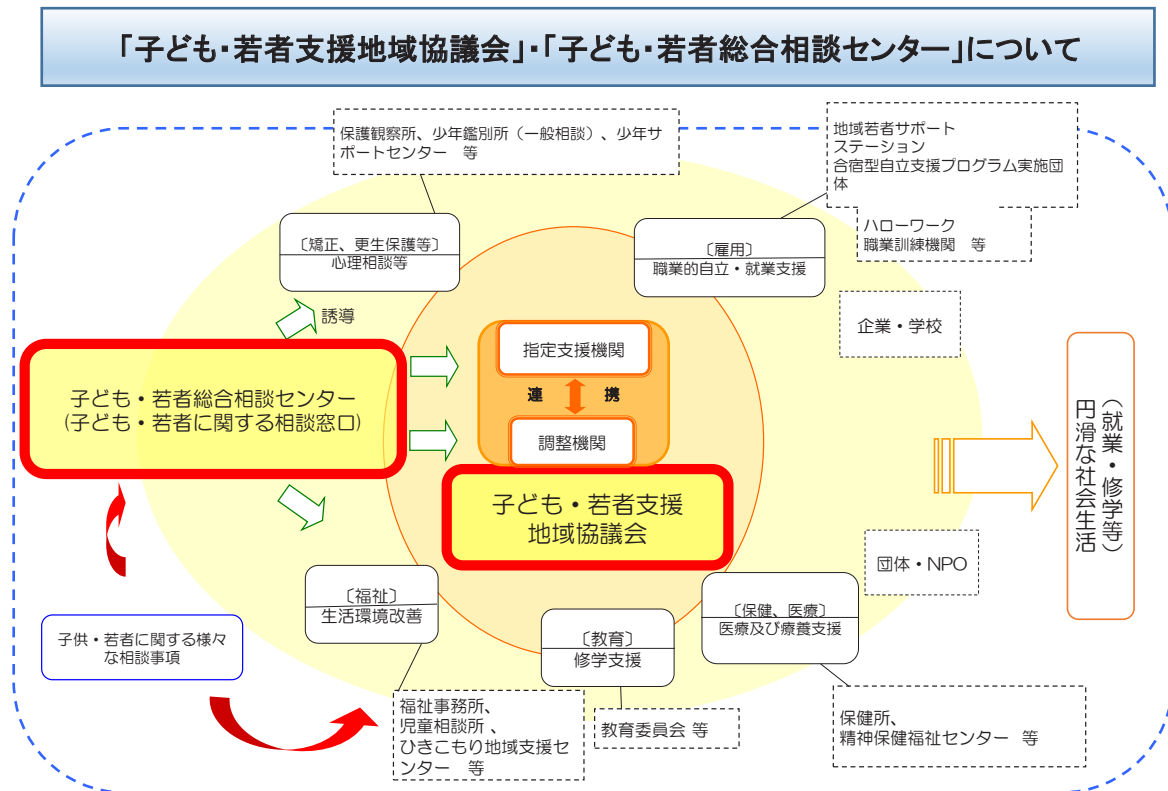 「子ども・若者支援地域協議会」・「子ども・若者総合相談センター」について
保護観察所、少年鑑別所（一般相談）、少年サ
ポートセンター　等
地域若者サポート
ステーション
合宿型自立支援プログラム実施団
体
ハローワーク
職業訓練機関　等
〔矯正、更生保護等〕
心理相談等
〔雇用〕
職業的自立・就業支援
企業・学校
誘導
指定支援機関
連　携
調整機関
子ども・若者総合相談センター
(子ども・若者に関する相談窓口)
子ども・若者支援
地域協議会
（就業・修学等）
円滑な社会生活
団体・NPO
〔福祉〕
生活環境改善
〔教育〕
修学支援
〔保健、医療〕
医療及び療養支援
子供・若者に関する様々
な相談事項
福祉事務所、
児童相談所 、
ひきこもり地域支援セ
ンター　等
教育委員会 等
保健所、
精神保健福祉センター　等